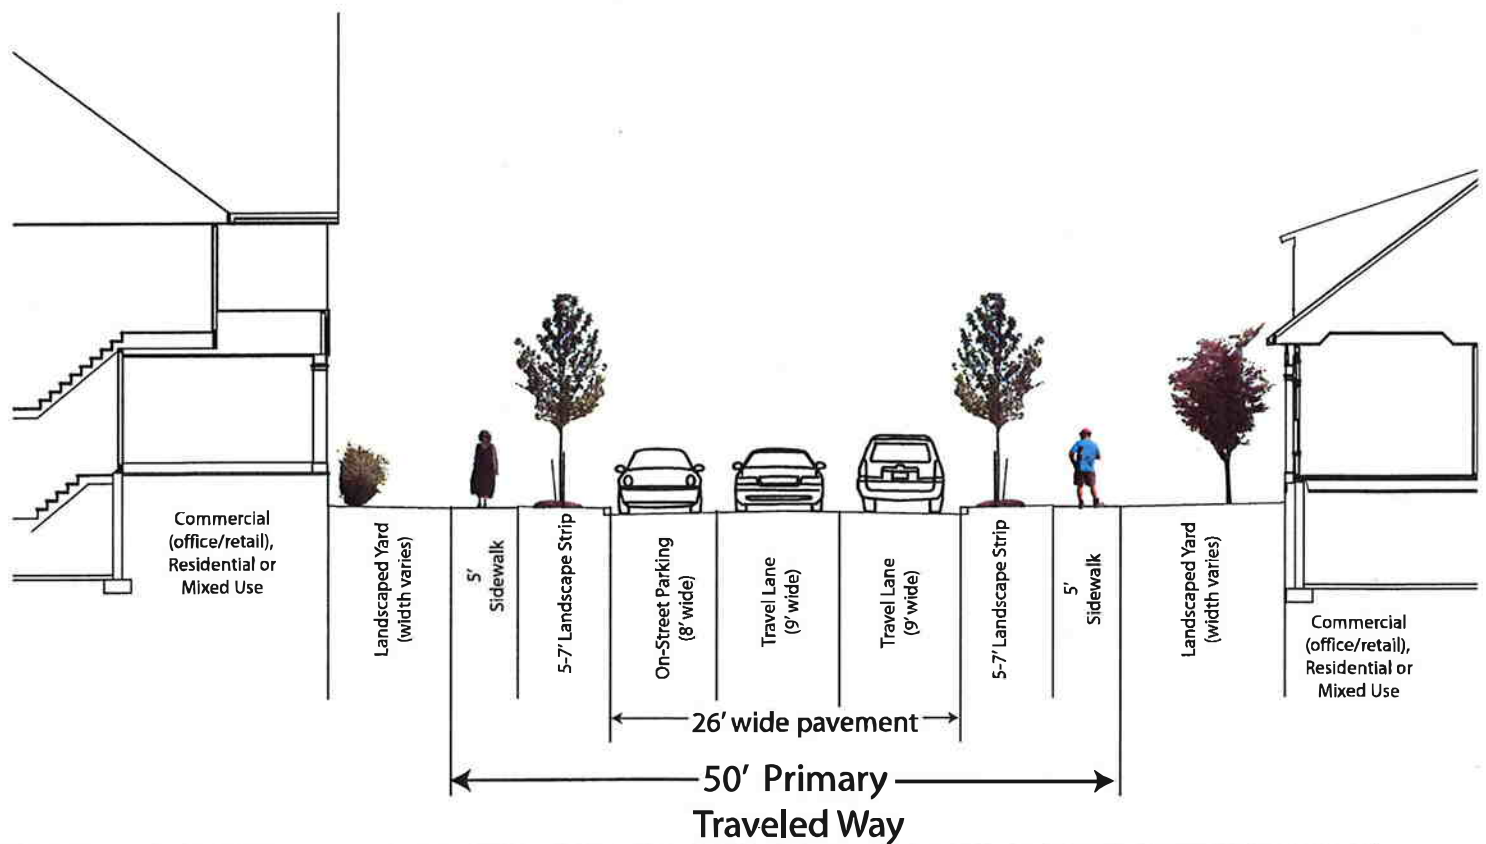 Commercial
(office/retail),
Residential or
Mixed Use
Landscaped Yard
(width varies)
5'
Sidewalk
5-7' Landscape Strip
On-Street Parking
(8' wide)
Travel Lane
(9' wide)
Travel Lane
(9' wide)
5-7' Landscape Strip
5'
Sidewalk
Landscaped Yard
(width varies)
Commercial
(office/retail),
Residential or
Mixed Use
26' wide pavement
50' Primary
Traveled Way